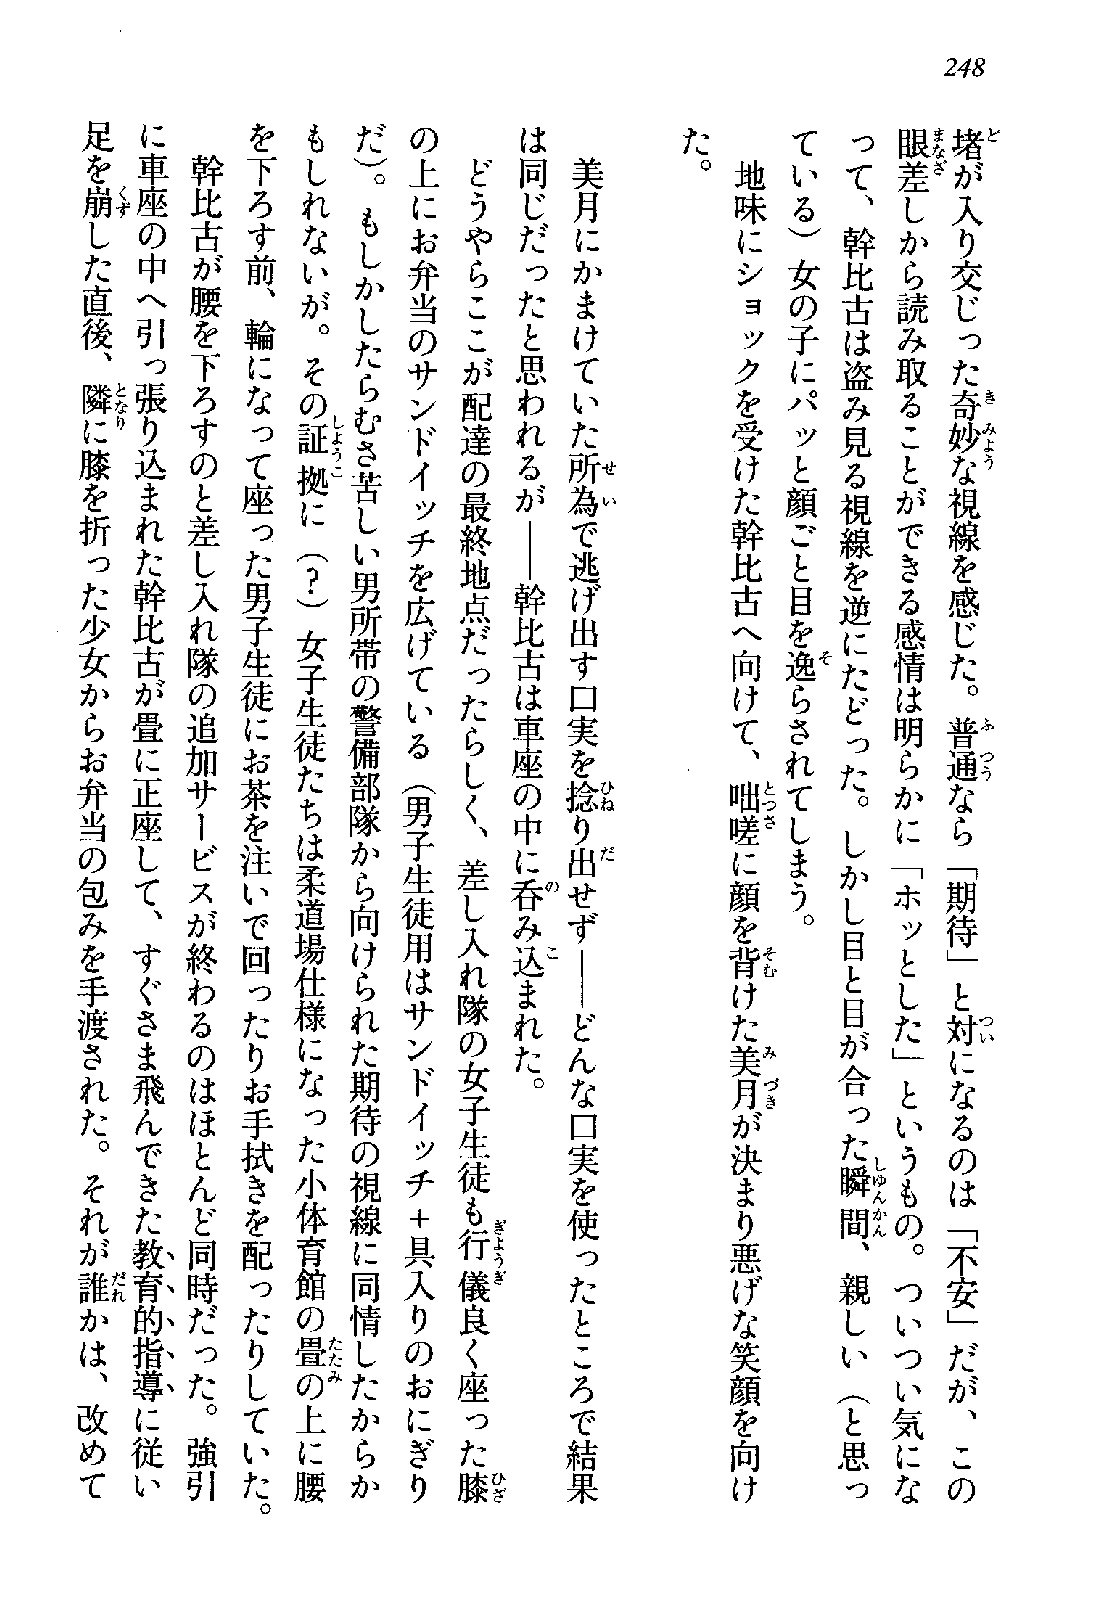 248
堵が入り交じった奇妙な視線を感じた。普通なら「期待」と対になるのは「不安」だが、この
眼差しから読み取ることができる感情は明らかに「ホッとした」というもの。ついつい気にな
って、幹比古は盗み見る視線を逆にたどった。しかし目と目が合った瞬間、親しい（と思っ
ている）女の子にパッと顔ごと目を逸らされてしまう。
地味にショックを受けた幹比古へ向けて、咄嗟に顔を背けた美月が決まり悪げな笑顔を向け
た。
美月にかまけていた所為で逃げ出す口実を捻り出せず――どんな口実を使ったところで結果
は同じだったと思われるが――幹比古は車座の中に呑み込まれた。
どうやらここが配達の最終地点だったらしく、差し入れ隊の女子生徒も行儀良く座った膝
の上にお弁当のサンドイッチを広げている（男子生徒用はサンドイッチ＋具入りのおにぎり
だ）。もしかしたらむさ苦しい男所帯の警備部隊から向けられた期待の視線に同情したからか
もしれないが。その証拠に（？）女子生徒たちは柔道場仕様になった小体育館の畳の上に腰
を下ろす前、輪になって座った男子生徒にお茶を注いで回ったりお手拭きを配ったりしていた。
幹比古が腰を下ろすのと差し入れ隊の追加サービスが終わるのはほとんど同時だった。強引
に車座の中へ引っ張り込まれた幹比古が畳に正座して、すぐさま飛んできた教育的指導に従い
足を崩した直後、隣に膝を折った少女からお弁当の包みを手渡された。それが誰かは、改めて